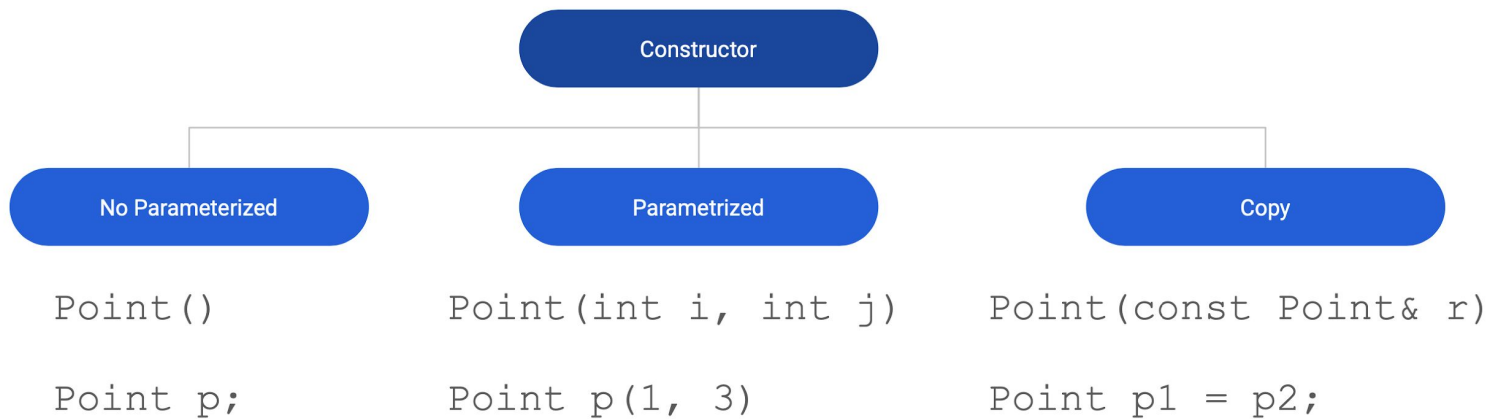 Constructor
No Parameterized
Parametrized
Copy
Point()
Point(int i, int j)
Point(const Point& r)
Point p;
Point p(1, 3)
Point p1 = p2;